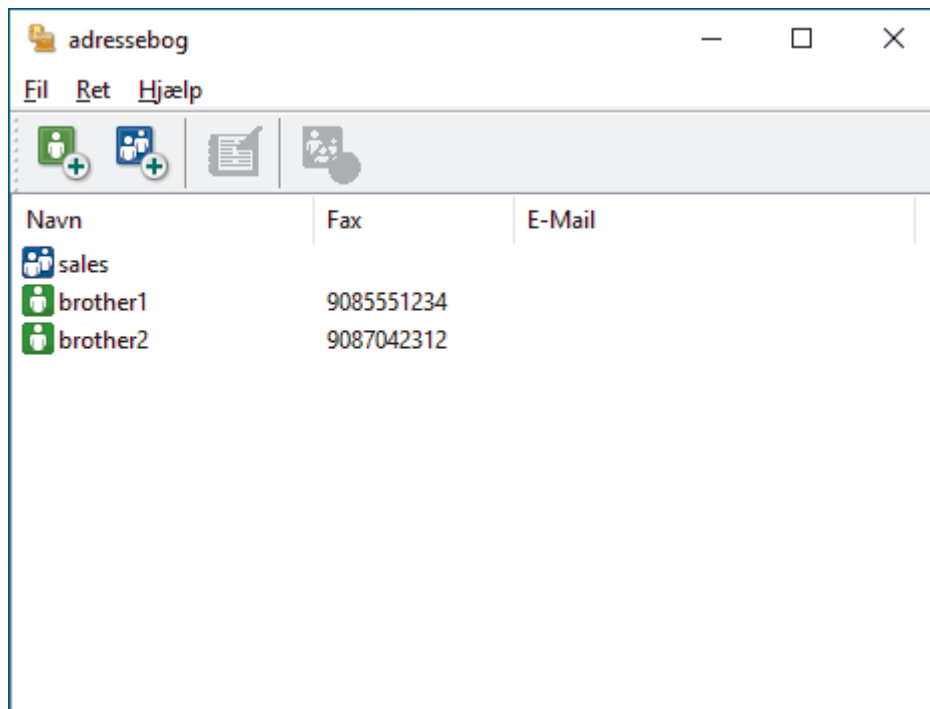 adressebog
Fil Ret Hjælp
Navn Fax E-Mail
sales
brother1 9085551234
brother2 9087042312